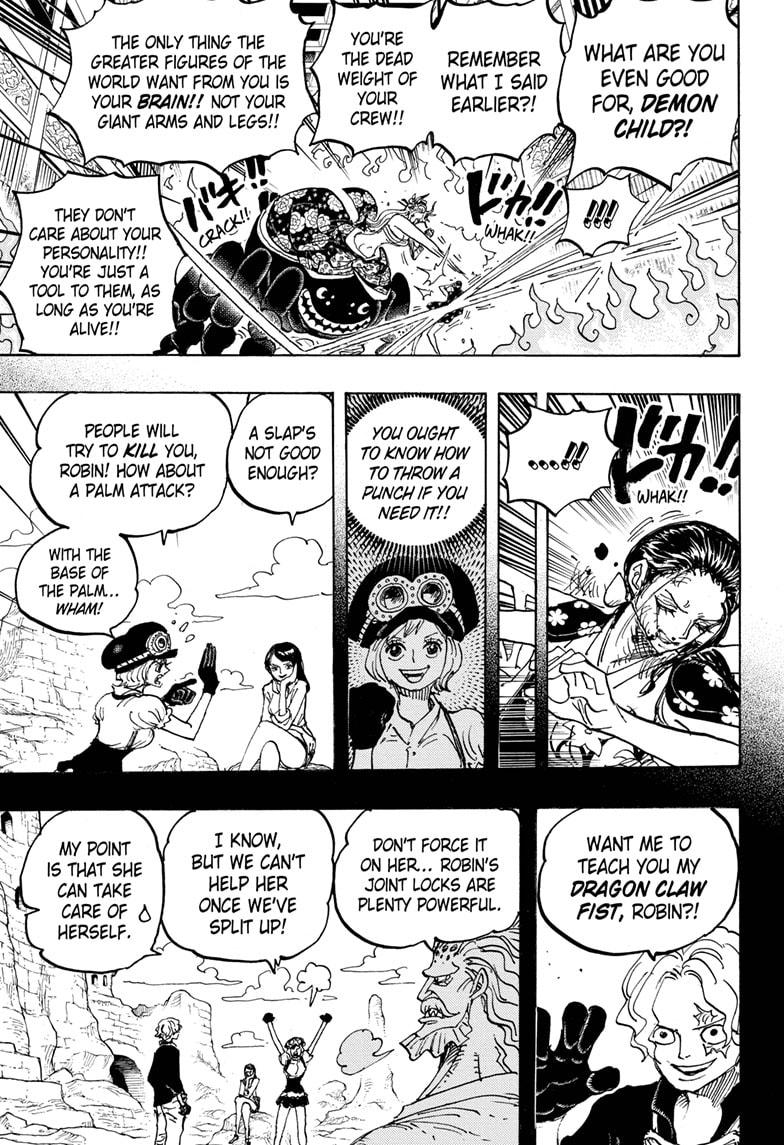 WHAT ARE YOU
EVEN GOOD
FOR, DEMON
CHILD?!
REMEMBER
WHAT I SAID
EARLIER?!
YOU'RE
THE DEAD
WEIGHT OF
YOUR
CREW!!
THE ONLY THING THE
GREATER FIGURES OF THE
WORLD WANT FROM YOU IS
YOUR BRAIN!! NOT YOUR
GIANT ARMS AND LEGS!!
!!!
ドカ!!
WHAK!!
バキ!!
CRACK!!
THEY DON'T
CARE ABOUT YOUR
PERSONALITY!!
YOU'RE JUST A
TOOL TO THEM, AS
LONG AS YOU'RE
ALIVE!!
ドカ!!
WHAK!!
....!!
YOU OUGHT
TO KNOW HOW
TO THROW A
PUNCH IF YOU
NEED IT!!
A SLAP'S
NOT GOOD
ENOUGH?
PEOPLE WILL
TRY TO KILL YOU,
ROBIN! HOW ABOUT
A PALM ATTACK?
WITH THE
BASE OF
THE PALM...
WHAM!
WANT ME TO
TEACH YOU MY
DRAGON CLAW
FIST, ROBIN?!
DON'T FORCE IT
ON HER... ROBIN'S
JOINT LOCKS ARE
PLENTY POWERFUL.
I KNOW,
BUT WE CAN'T
HELP HER
ONCE WE'VE
SPLIT UP!
MY POINT
IS THAT SHE
CAN TAKE
CARE OF
HERSELF.